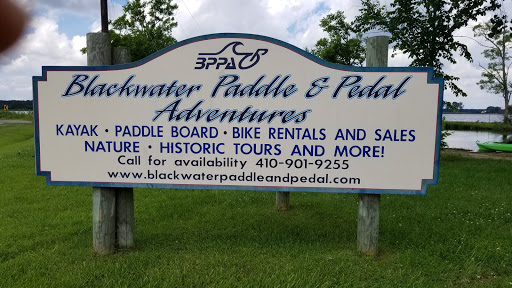 BPPA
Blackwater Paddle & Pedal
Adventures
KAYAK · PADDLE BOARD · BIKE RENTALS AND SALES
NATURE · HISTORIC TOURS AND MORE!
Call for availability 410-901-9255
www.blackwaterpaddleandpedal.com